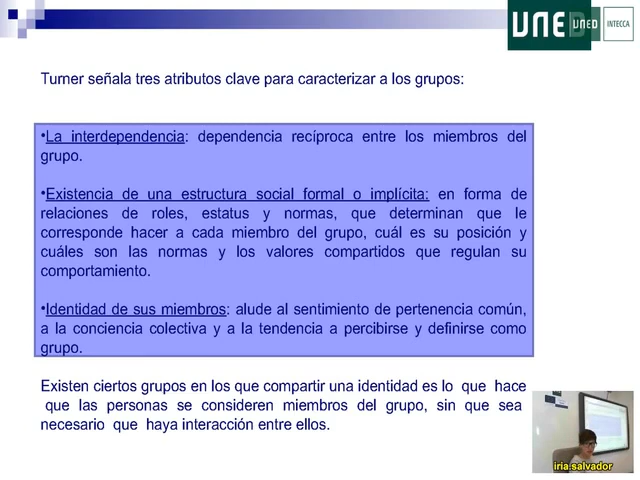 UNED
UNED
INTECCA
Turner señala tres atributos clave para caracterizar a los grupos:
•La interdependencia: dependencia recíproca entre los miembros del
grupo.
•Existencia de una estructura social formal o implícita: en forma de
relaciones de roles, estatus y normas, que determinan que le
corresponde hacer a cada miembro del grupo, cuál es su posición y
cuáles son las normas y los valores compartidos que regulan su
comportamiento.
•Identidad de sus miembros: alude al sentimiento de pertenencia común,
a la conciencia colectiva y a la tendencia a percibirse y definirse como
grupo.
Existen ciertos grupos en los que compartir una identidad es lo que hace
que las personas se consideren miembros del grupo, sin que sea
necesario que haya interacción entre ellos.
iria.salvador